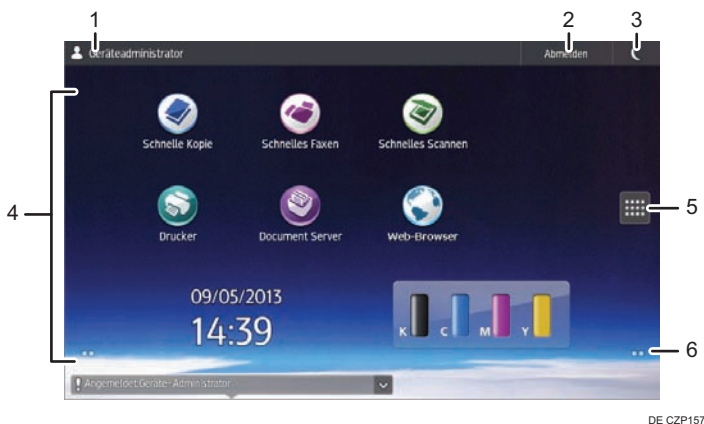 1 2 3
Geräteadministrator Abmelden
4
Schnelle Kopie Schnelles Faxen Schnelles Scannen
5
Drucker Document Server Web-Browser
09/05/2013
14:39
K C M Y
6
Angemeldet:Geräte-Administrator
DE CZP157